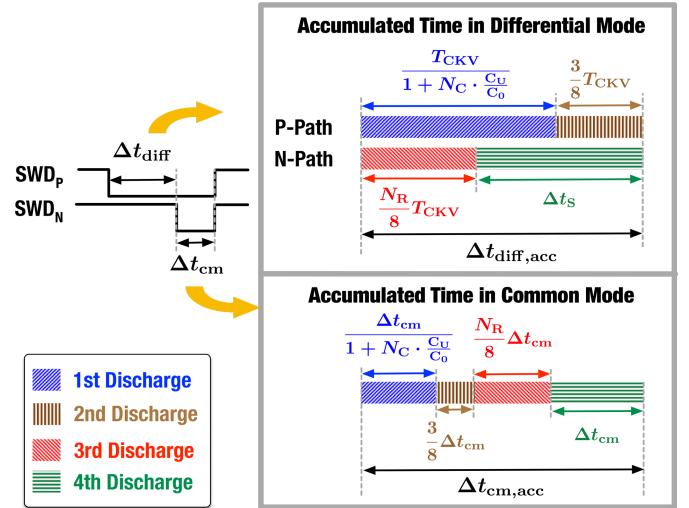 Accumulated Time in Differential Mode
T_CKV / (1 + N_C · C_U/C_0)
3/8 T_CKV
P-Path
N-Path
N_R/8 T_CKV
Δt_S
Δt_diff,acc
Δt_diff
SWD_P
SWD_N
Δt_cm
Accumulated Time in Common Mode
Δt_cm / (1 + N_C · C_U/C_0)
N_R/8 Δt_cm
3/8 Δt_cm
Δt_cm
Δt_cm,acc
1st Discharge
2nd Discharge
3rd Discharge
4th Discharge